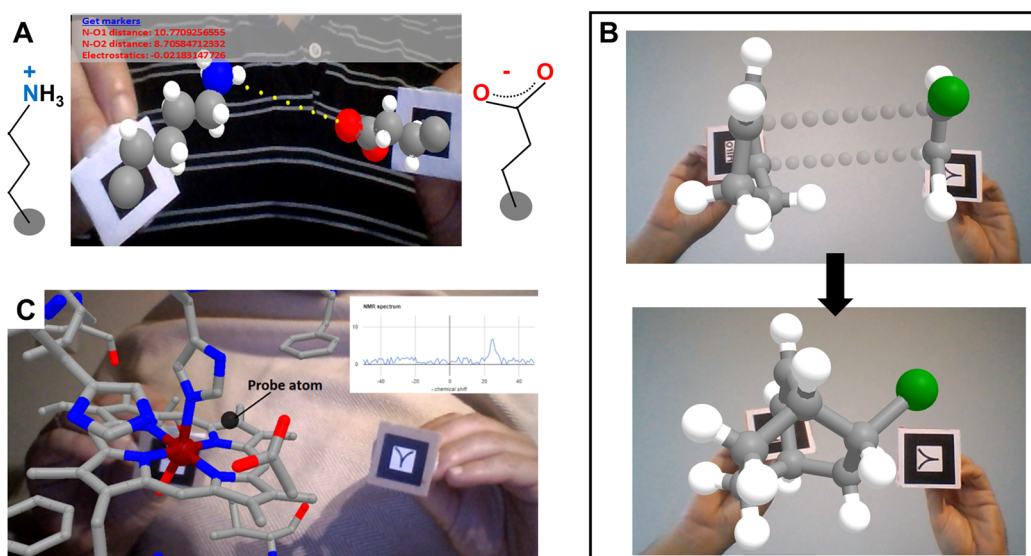 A
Get markers
N-O1 distance: 10.7709256555
N-O2 distance: 8.70584712332
Electrostatics: -0.02183147726
+
NH3
-
O
O
B
C
NMR spectrum
10
0
-40 -20 0 20 40
- chemical shift
Probe atom